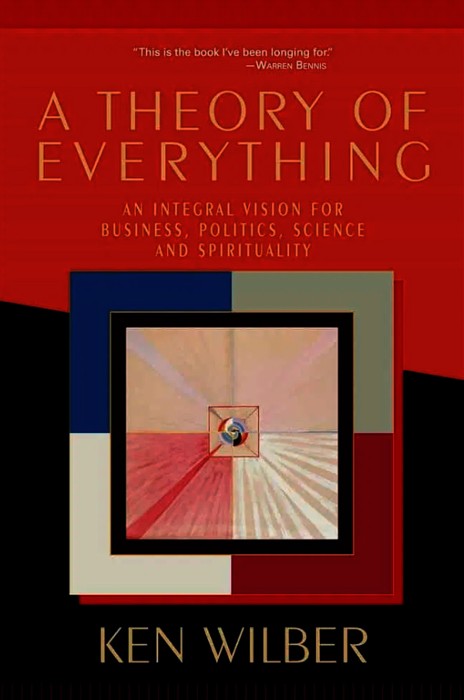 "This is the book I've been longing for."
—WARREN BENNIS
A THEORY OF
EVERYTHING
AN INTEGRAL VISION FOR
BUSINESS, POLITICS, SCIENCE
AND SPIRITUALITY
KEN WILBER